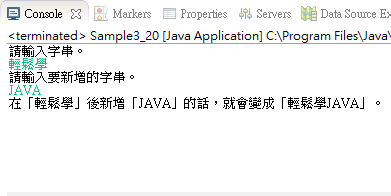 Console Markers Properties Servers Data Source Ex
<terminated> Sample3_20 [Java Application] C:\Program Files\Java\
請輸入字串。
輕鬆學
請輸入要新增的字串。
JAVA
在「輕鬆學」後新增「JAVA」的話，就會變成「輕鬆學JAVA」。